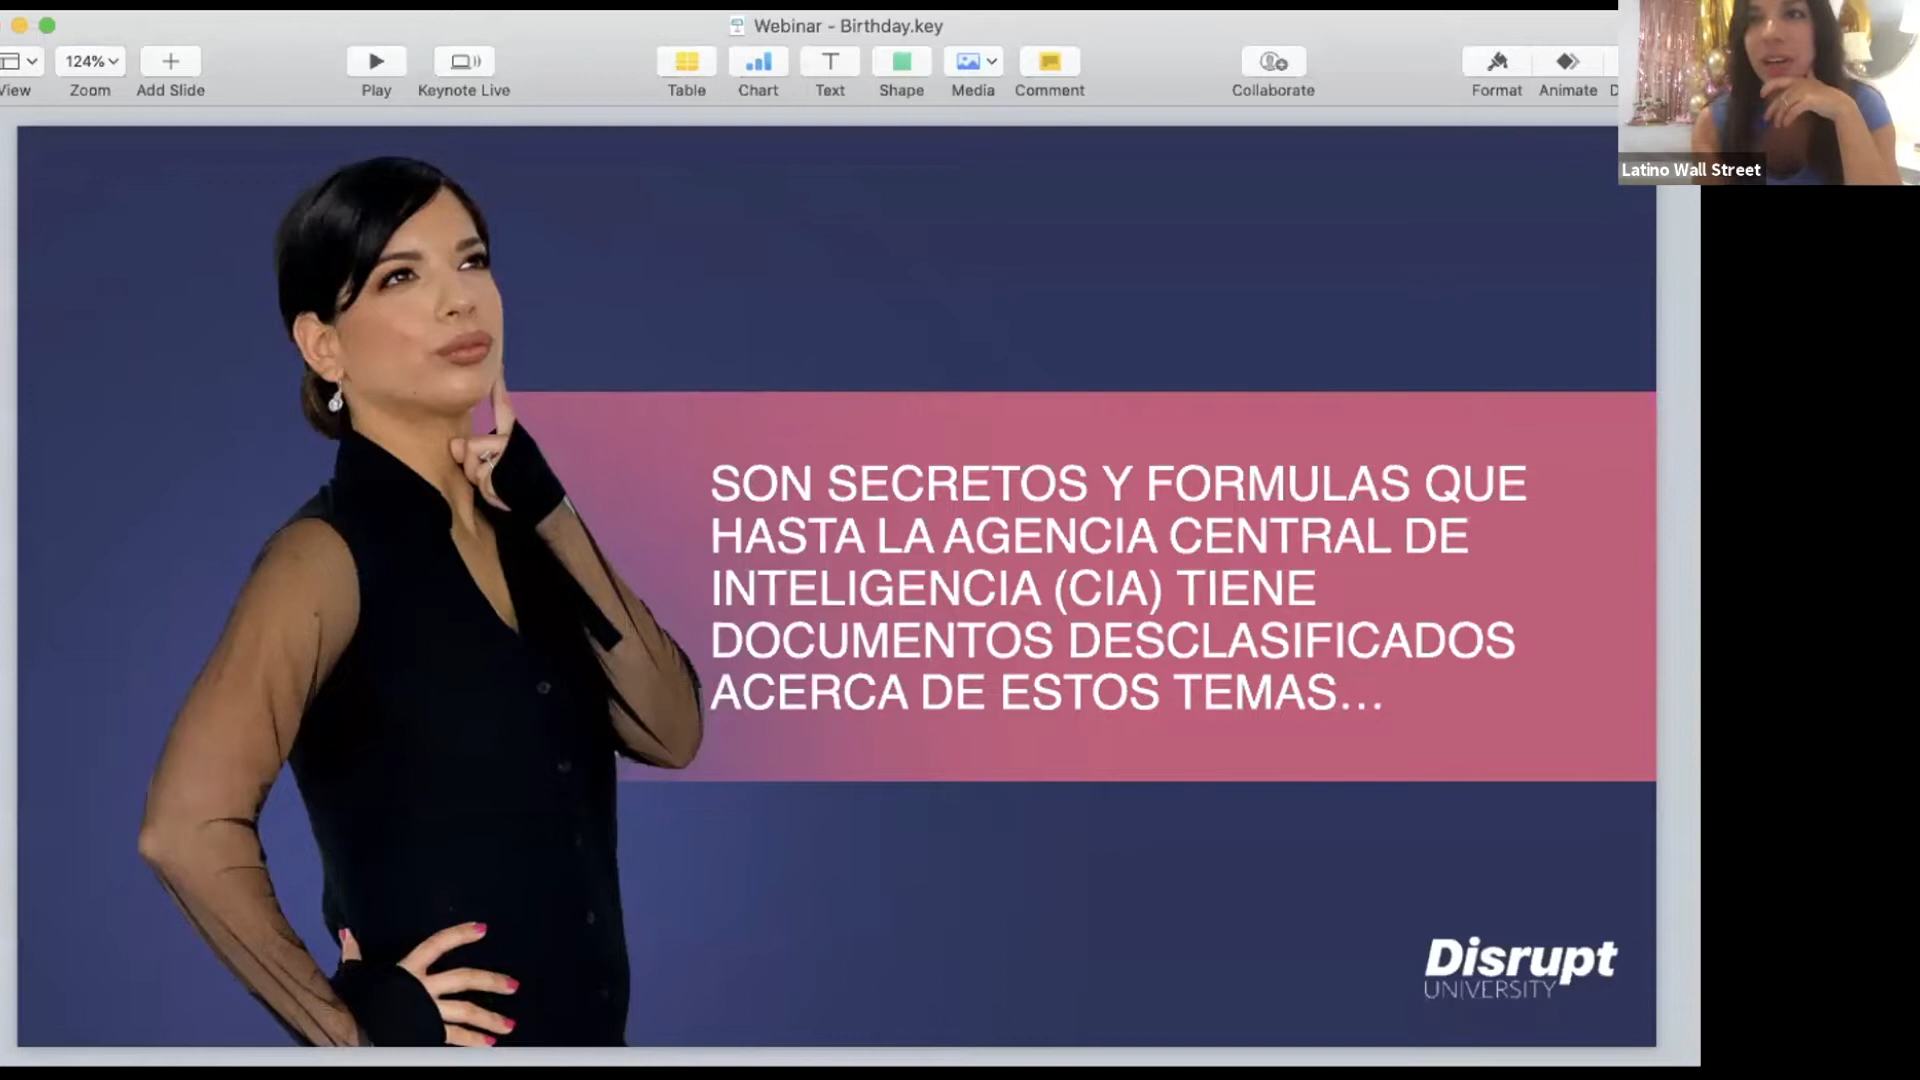 Webinar - Birthday.key
124%
View
Zoom
Add Slide
Play
Keynote Live
Table
Chart
Text
Shape
Media
Comment
Collaborate
Format
Animate
D
Latino Wall Street
SON SECRETOS Y FORMULAS QUE
HASTA LA AGENCIA CENTRAL DE
INTELIGENCIA (CIA) TIENE
DOCUMENTOS DESCLASIFICADOS
ACERCA DE ESTOS TEMAS...
Disrupt
UNIVERSITY